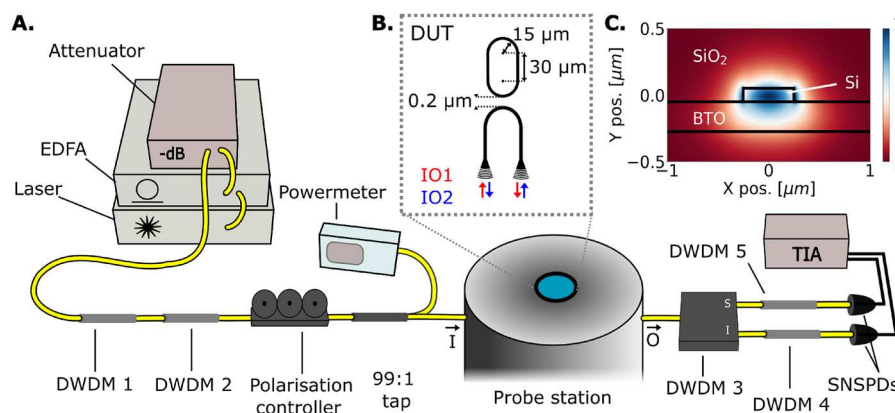 A.
Attenuator
-dB
EDFA
Laser
Powermeter
DWDM 1
DWDM 2
Polarisation
controller
99:1
tap
I
B.
DUT
15 μm
30 μm
0.2 μm
IO1
IO2
Probe station
O
C.
Y pos. [μm]
0.5
0.0
−0.5
SiO2
Si
BTO
−1
0
1
X pos. [μm]
DWDM 5
TIA
S
I
DWDM 3
DWDM 4
SNSPDs